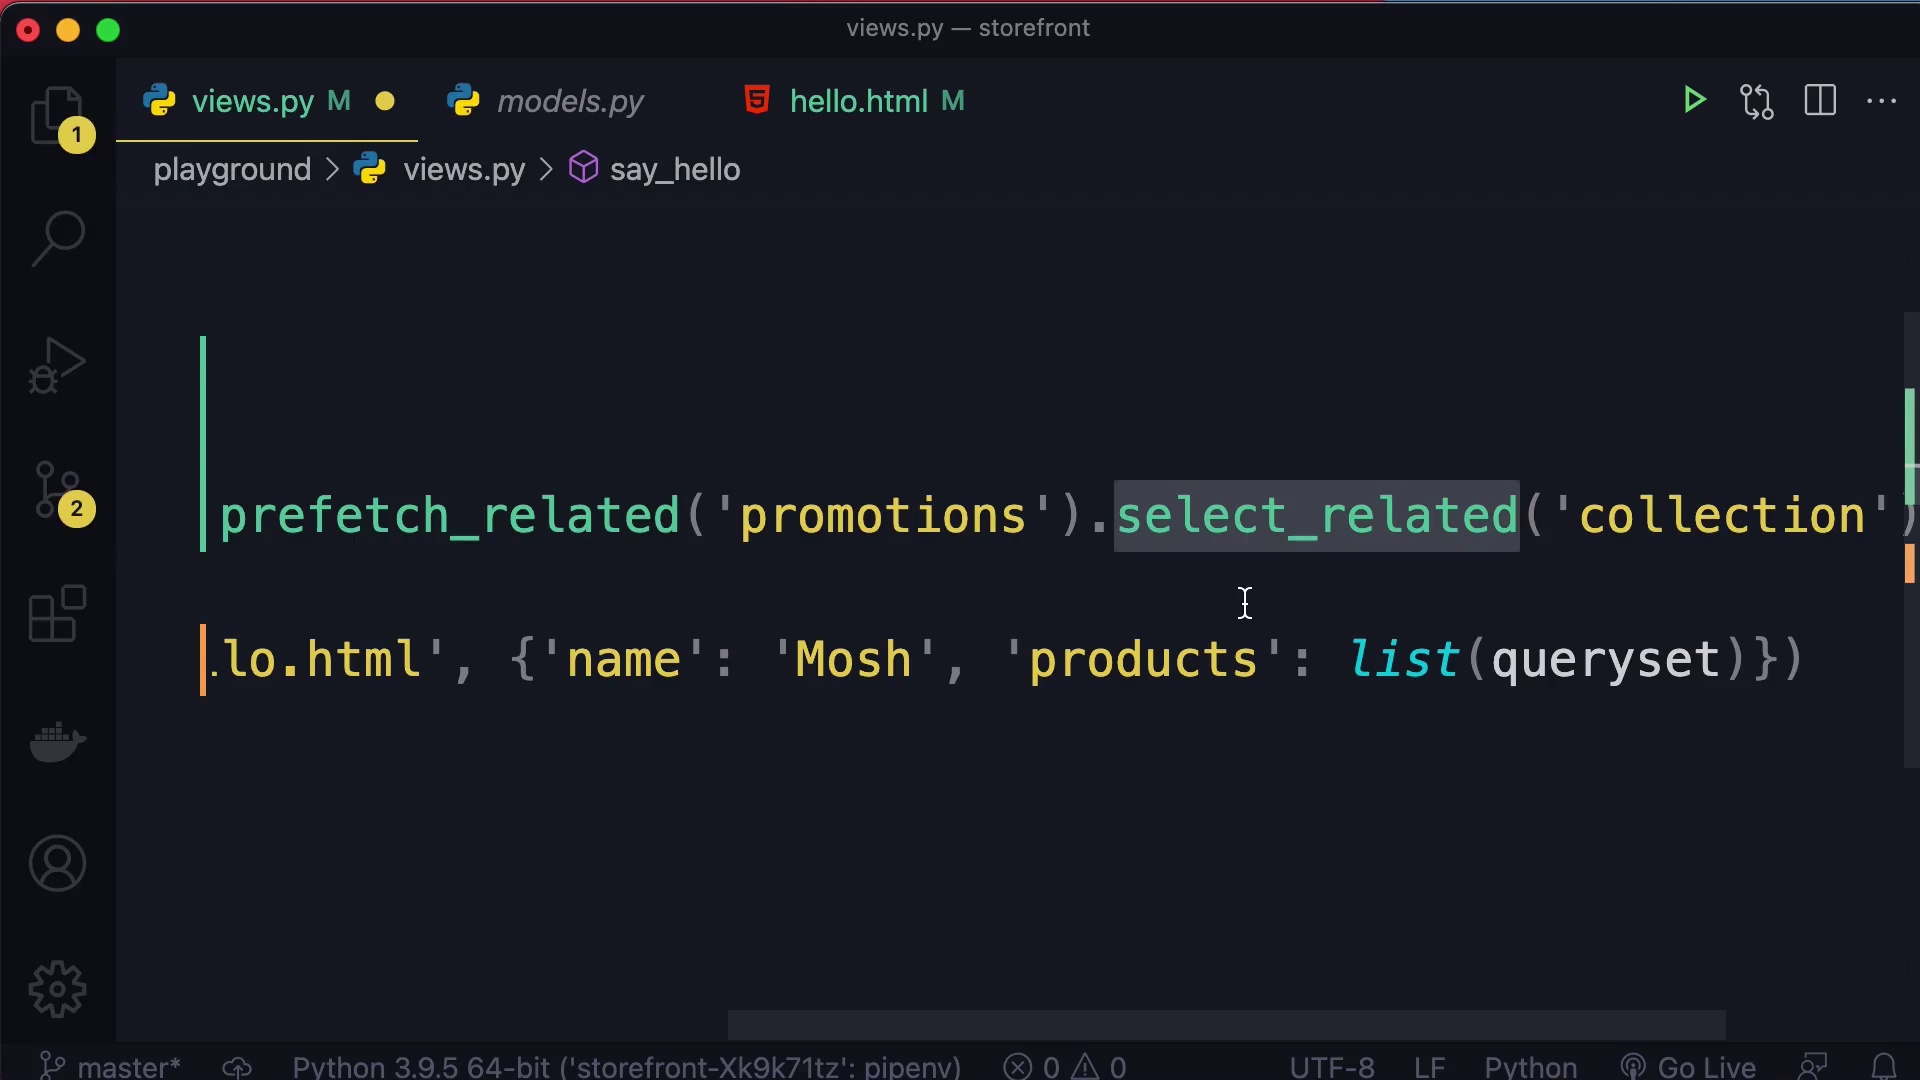 views.py — storefront
views.py M models.py hello.html M
1
playground > views.py > say_hello
prefetch_related('promotions').select_related('collection')
2
.lo.html', {'name': 'Mosh', 'products': list(queryset)})
master* Python 3.9.5 64-bit ('storefront-Xk9k71tz': pipenv) 0 0 UTF-8 LF Python Go Live